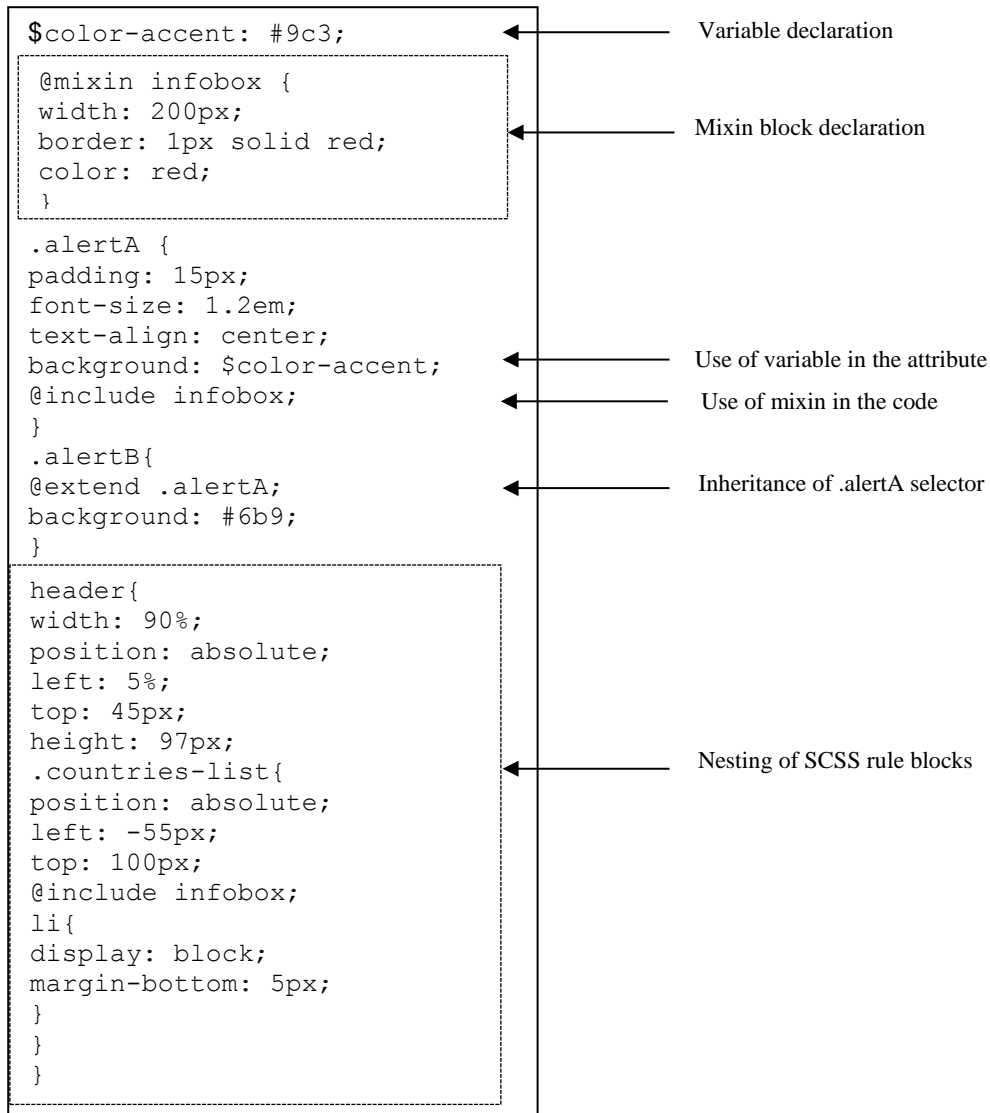 $color-accent: #9c3;
Variable declaration
@mixin infobox {
width: 200px;
border: 1px solid red;
color: red;
}
Mixin block declaration
.alertA {
padding: 15px;
font-size: 1.2em;
text-align: center;
background: $color-accent;
Use of variable in the attribute
@include infobox;
Use of mixin in the code
}
.alertB{
@extend .alertA;
Inheritance of .alertA selector
background: #6b9;
}
header{
width: 90%;
position: absolute;
left: 5%;
top: 45px;
height: 97px;
.countries-list{
Nesting of SCSS rule blocks
position: absolute;
left: -55px;
top: 100px;
@include infobox;
li{
display: block;
margin-bottom: 5px;
}
}
}